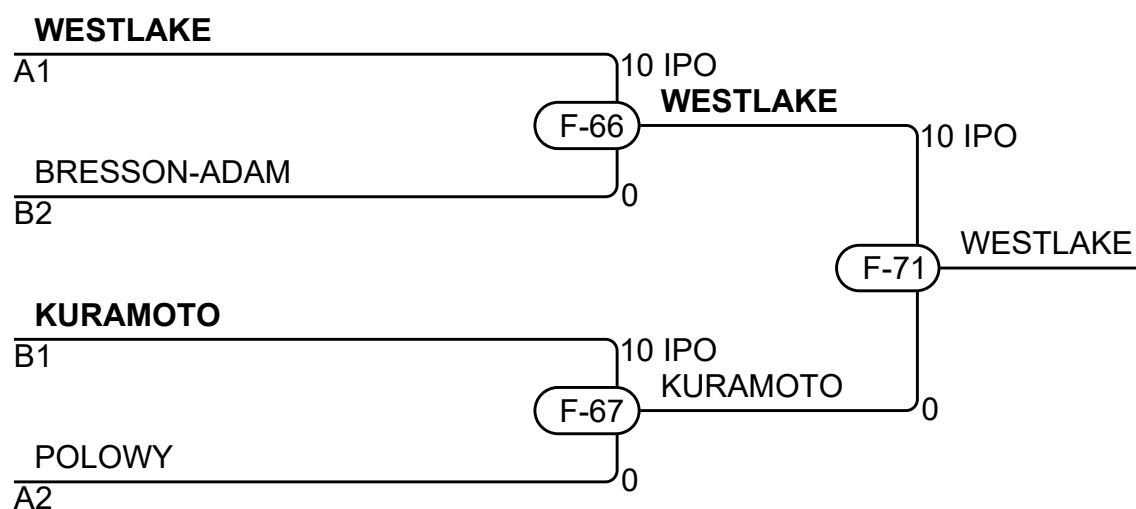 WESTLAKE
A1
10 IPO
WESTLAKE
F-66
10 IPO
BRESSON-ADAM
B2
0
WESTLAKE
F-71
KURAMOTO
B1
10 IPO
KURAMOTO
F-67
0
POLOWY
A2
0